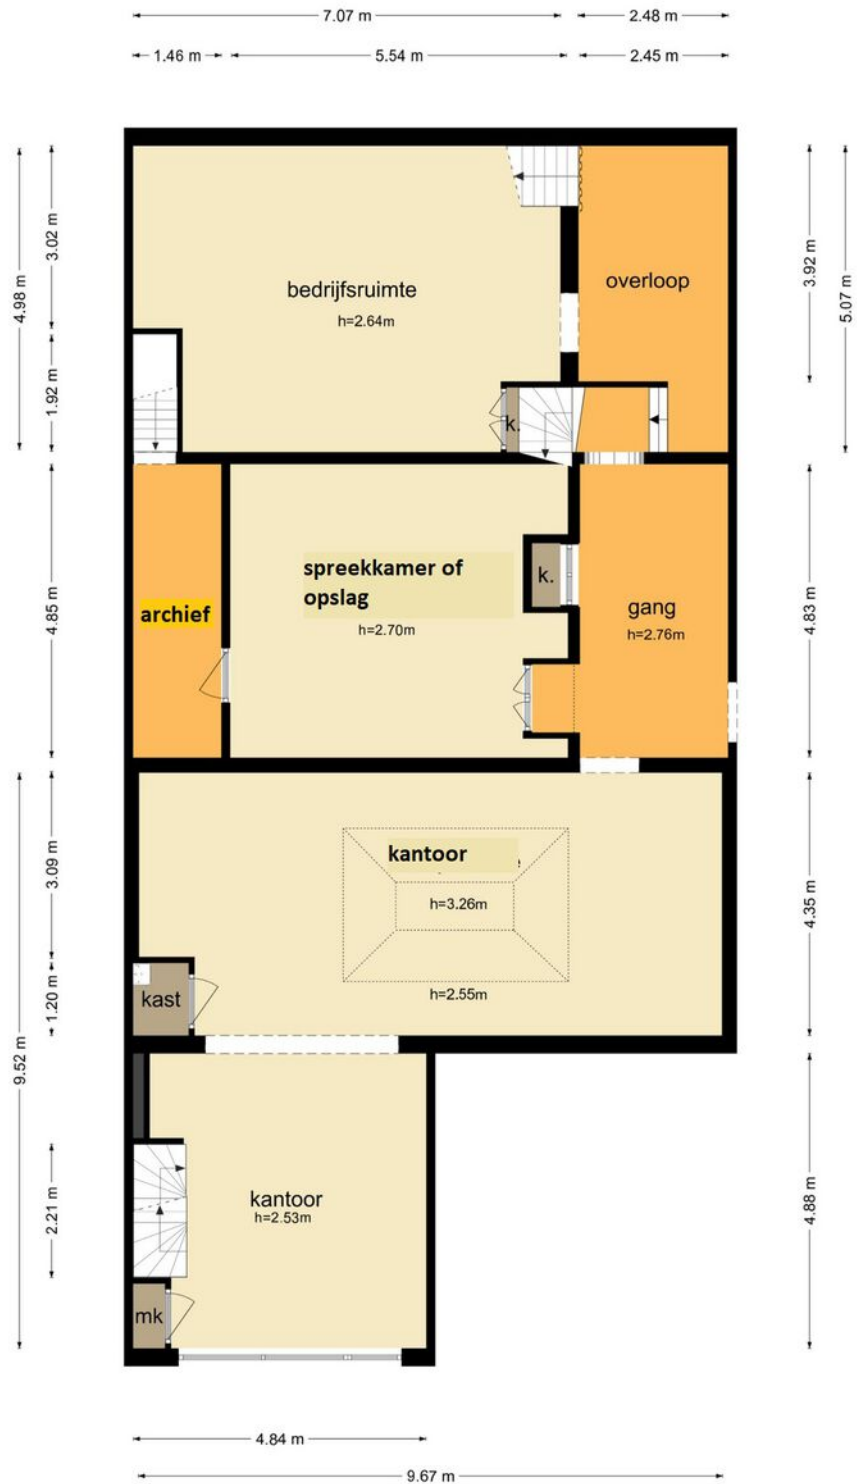 7.07 m
2.48 m
1.46 m
5.54 m
2.45 m
4.98 m
3.02 m
1.92 m
3.92 m
5.07 m
bedrijfsruimte
h=2.64m
overloop
k.
4.85 m
archief
spreekkamer of
opslag
h=2.70m
k.
gang
h=2.76m
4.83 m
9.52 m
3.09 m
1.20 m
kantoor
h=3.26m
h=2.55m
kast
4.35 m
2.21 m
kantoor
h=2.53m
mk
4.88 m
4.84 m
9.67 m